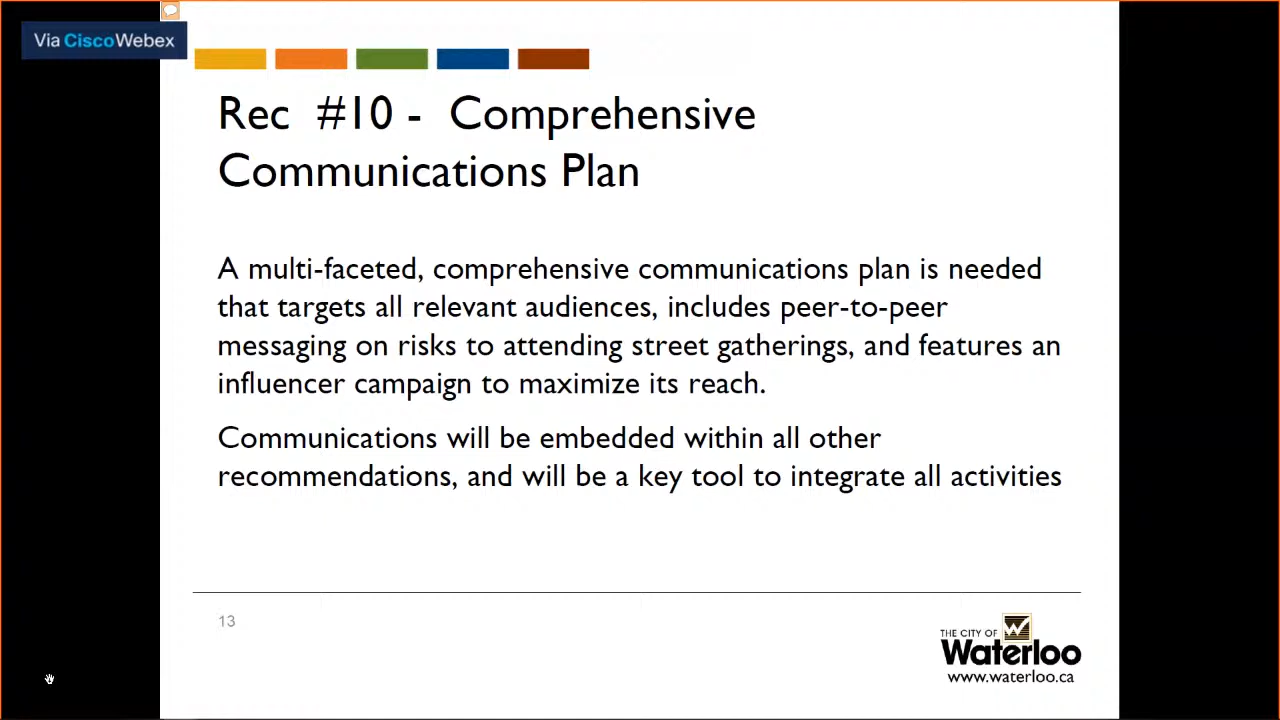 Via CiscoWebex
Rec #10 - Comprehensive
Communications Plan
A multi-faceted, comprehensive communications plan is needed
that targets all relevant audiences, includes peer-to-peer
messaging on risks to attending street gatherings, and features an
influencer campaign to maximize its reach.
Communications will be embedded within all other
recommendations, and will be a key tool to integrate all activities
13
THE CITY OF
Waterloo
www.waterloo.ca